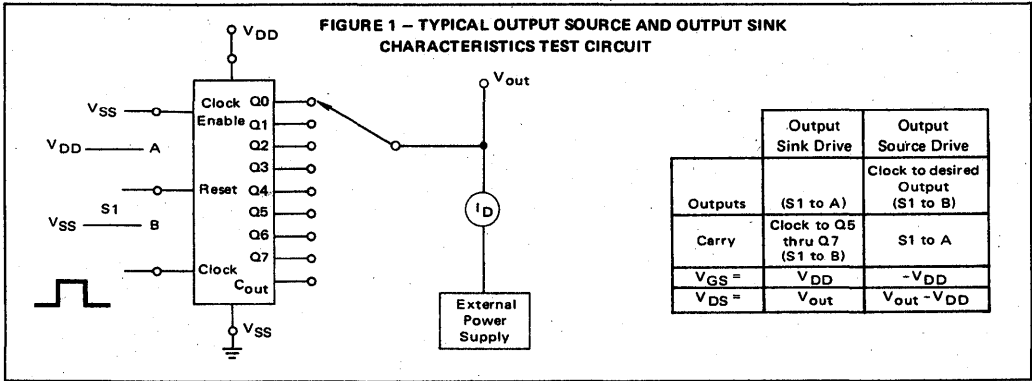 FIGURE 1 – TYPICAL OUTPUT SOURCE AND OUTPUT SINK
CHARACTERISTICS TEST CIRCUIT
VDD
Vout
VSS
Clock
Enable
Q0
Q1
VDD
A
Q2
Q3
Reset
Q4
S1
Q5
VSS
B
Q6
Q7
Clock
Cout
VSS
ID
External
Power
Supply
Output
Sink Drive
Output
Source Drive
Outputs
(S1 to A)
Clock to desired
Output
(S1 to B)
Carry
Clock to Q5
thru Q7
(S1 to B)
S1 to A
VGS =
VDD
-VDD
VDS =
Vout
Vout -VDD